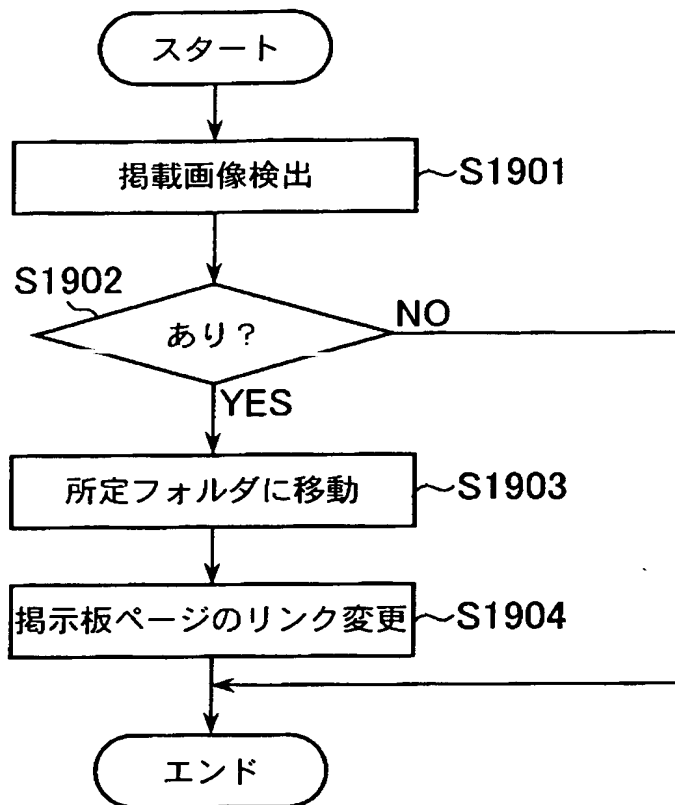 スタート
掲載画像検出
S1901
S1902
あり?
NO
YES
所定フォルダに移動
S1903
掲示板ページのリンク変更
S1904
エンド